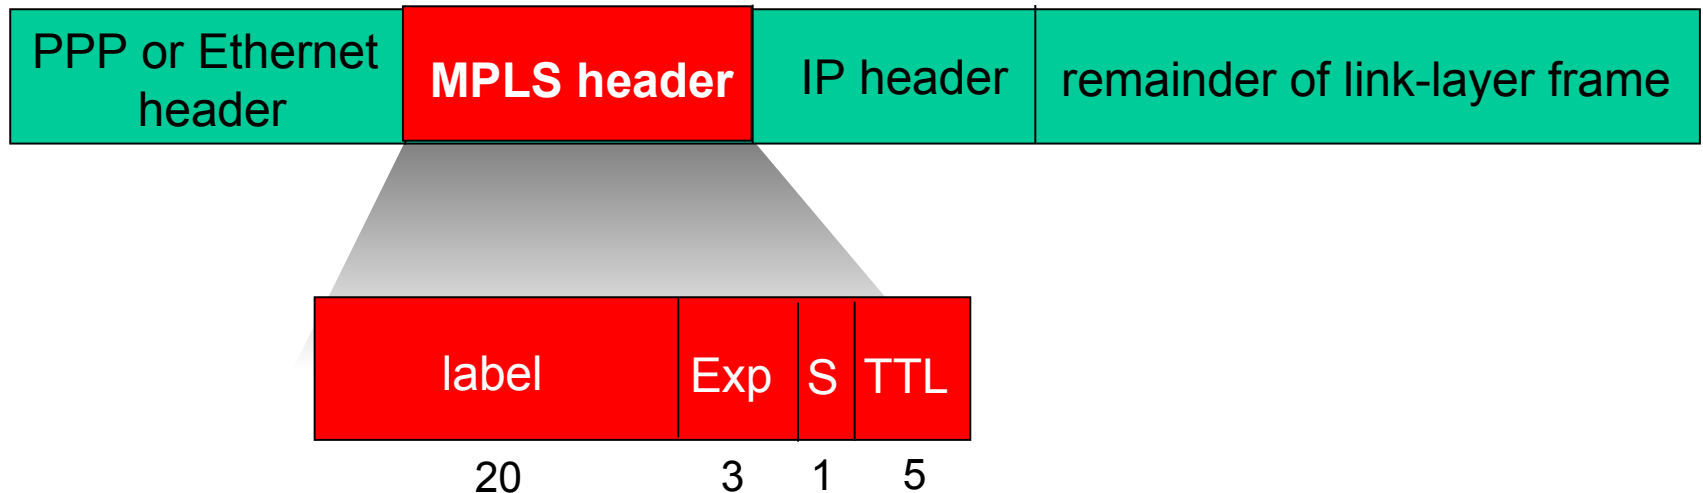 PPP or Ethernet
header
MPLS header
IP header
remainder of link-layer frame
label
Exp
S
TTL
20
3
1
5